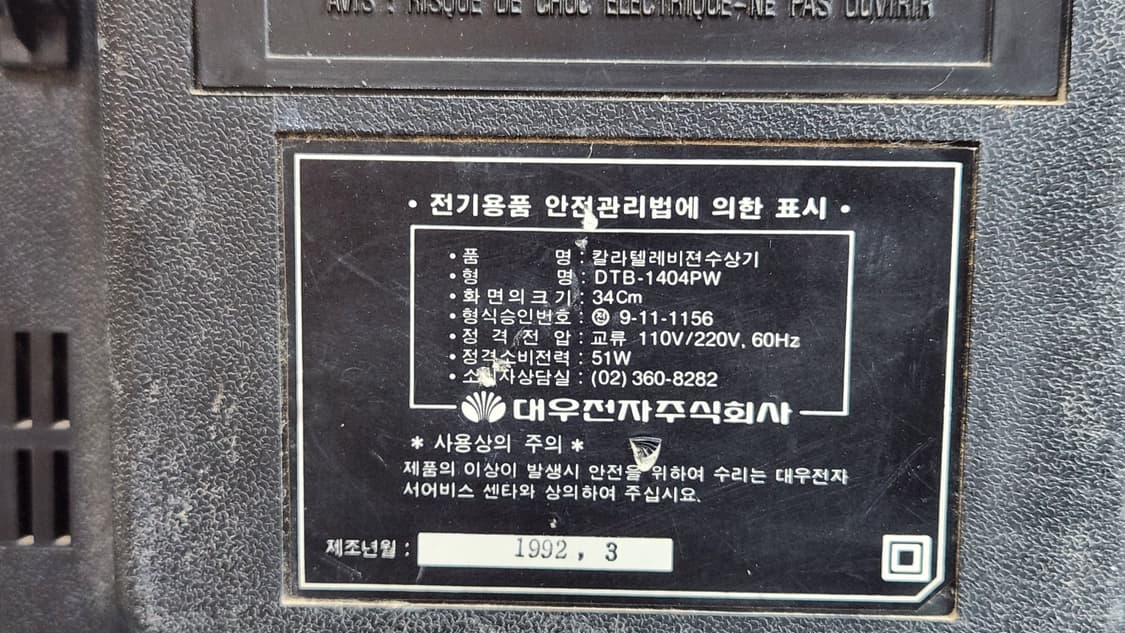 AVIS : RISQUE DE CHOC ELECTRIQUE-NE PAS OUVRIR
• 전기용품 안전관리법에 의한 표시 •
• 품 명 : 칼라텔레비젼수상기
• 형 명 : DTB-1404PW
• 화면의크기 : 34Cm
• 형식승인번호 : ㉄ 9-11-1156
• 정격전압 : 교류 110V/220V, 60Hz
• 정격소비전력 : 51W
• 소비자상담실 : (02) 360-8282
대우전자주식회사
* 사용상의 주의 *
제품의 이상이 발생시 안전을 위하여 수리는 대우전자
서어비스 센타와 상의하여 주십시요.
제조년월 : 1992, 3